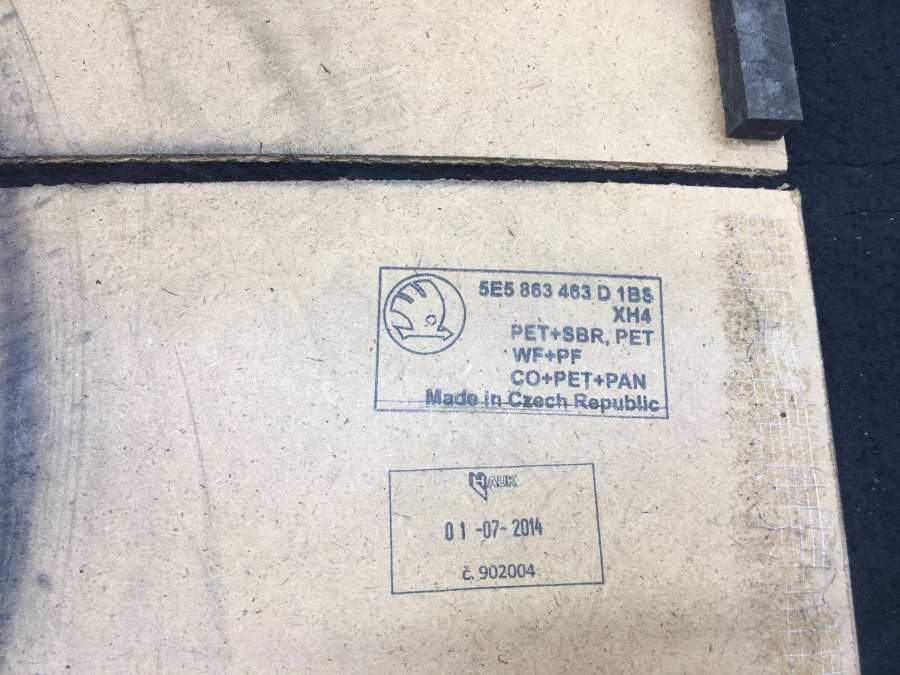 5E5 863 463 D 1BS
XH4
PET+SBR, PET
WF+PF
CO+PET+PAN
Made in Czech Republic
HAUK
01 -07- 2014
č. 902004